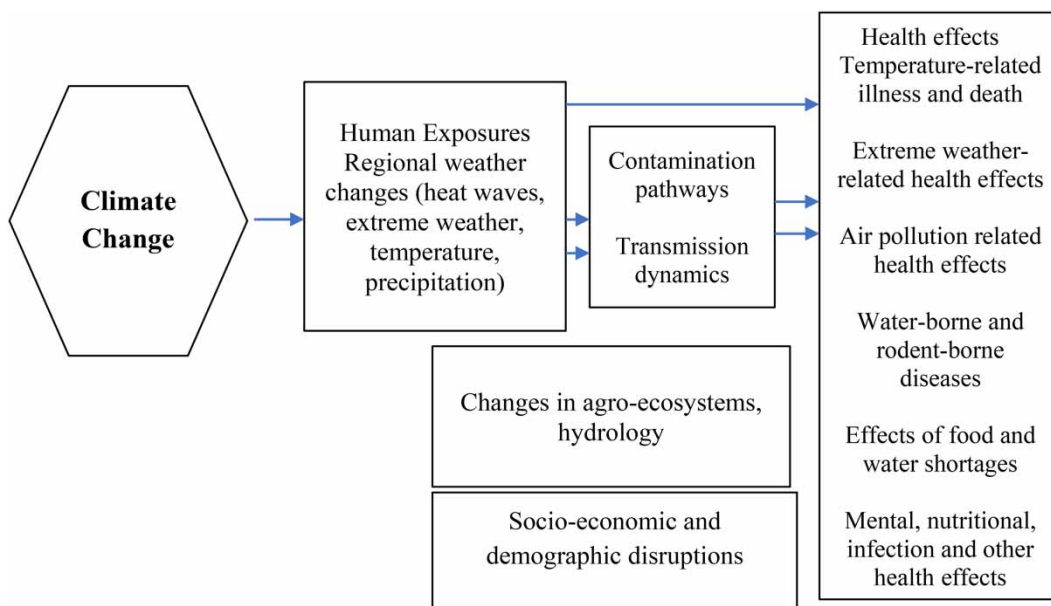 Climate
Change
Human Exposures
Regional weather
changes (heat waves,
extreme weather,
temperature,
precipitation)
Contamination
pathways
Transmission
dynamics
Changes in agro-ecosystems,
hydrology
Socio-economic and
demographic disruptions
Health effects
Temperature-related
illness and death
Extreme weather-
related health effects
Air pollution related
health effects
Water-borne and
rodent-borne
diseases
Effects of food and
water shortages
Mental, nutritional,
infection and other
health effects